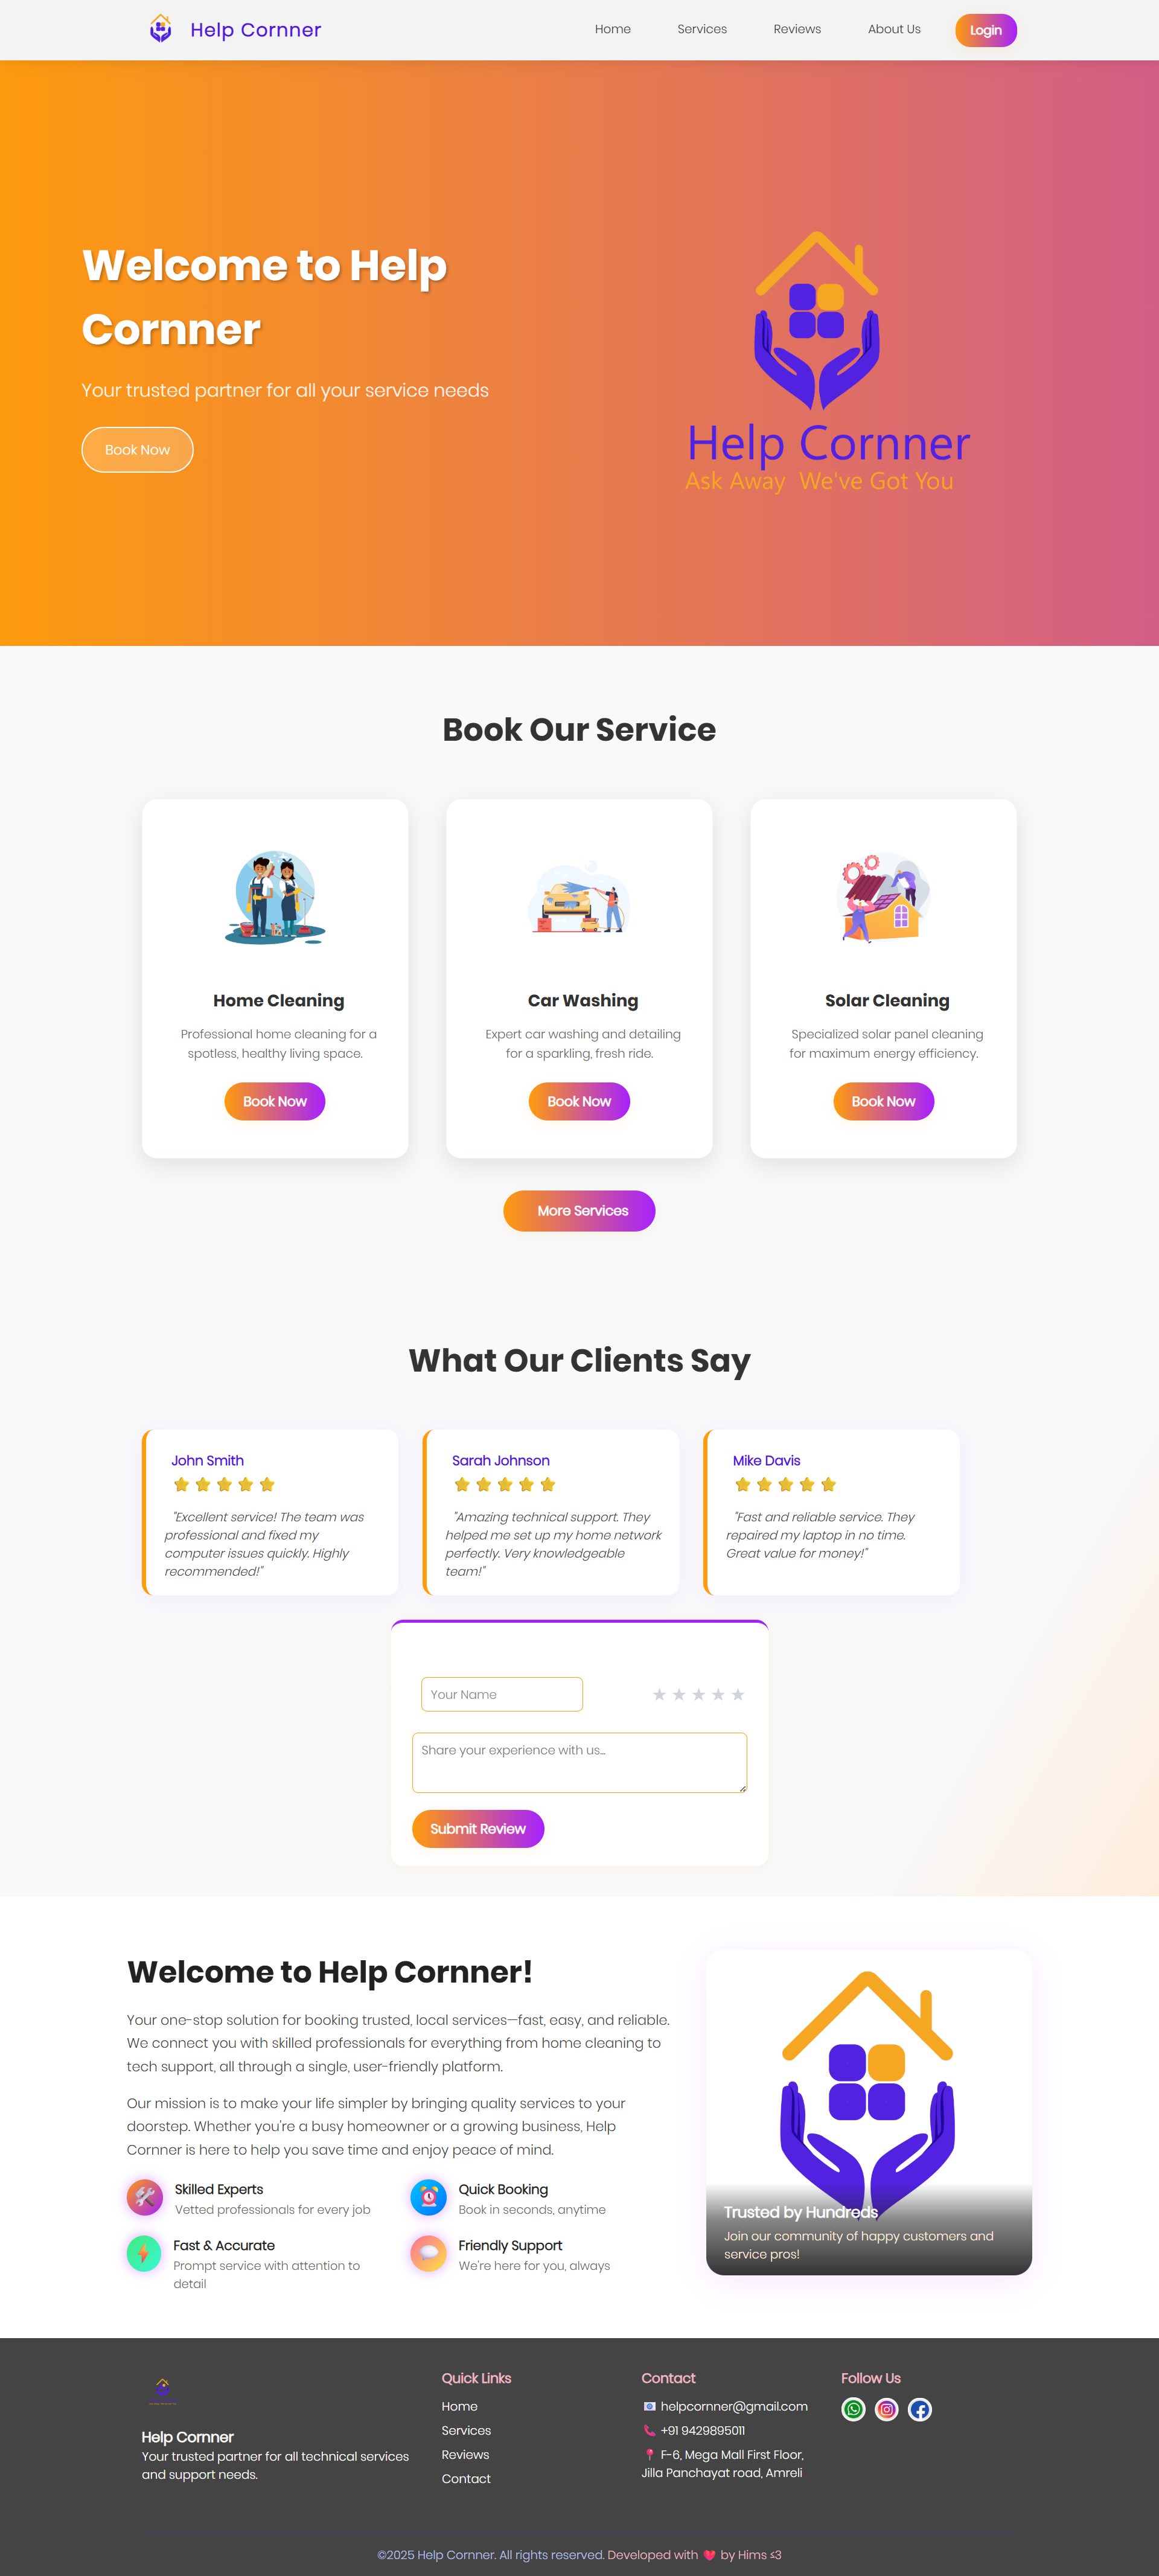 Help Cornner
Home
Services
Reviews
About Us
Login
Welcome to Help
Cornner
Your trusted partner for all your service needs
Book Now
Help Cornner
Ask Away We've Got You
Book Our Service
Home Cleaning
Professional home cleaning for a
spotless, healthy living space.
Book Now
Car Washing
Expert car washing and detailing
for a sparkling, fresh ride.
Book Now
Solar Cleaning
Specialized solar panel cleaning
for maximum energy efficiency.
Book Now
More Services
What Our Clients Say
John Smith
"Excellent service! The team was
professional and fixed my
computer issues quickly. Highly
recommended!"
Sarah Johnson
"Amazing technical support. They
helped me set up my home network
perfectly. Very knowledgeable
team!"
Mike Davis
"Fast and reliable service. They
repaired my laptop in no time.
Great value for money!"
Your Name
Share your experience with us...
Submit Review
Welcome to Help Cornner!
Your one-stop solution for booking trusted, local services—fast, easy, and reliable.
We connect you with skilled professionals for everything from home cleaning to
tech support, all through a single, user-friendly platform.
Our mission is to make your life simpler by bringing quality services to your
doorstep. Whether you're a busy homeowner or a growing business, Help
Cornner is here to help you save time and enjoy peace of mind.
Skilled Experts
Vetted professionals for every job
Quick Booking
Book in seconds, anytime
Fast & Accurate
Prompt service with attention to
detail
Friendly Support
We're here for you, always
Trusted by Hundreds
Join our community of happy customers and
service pros!
Help Cornner
Your trusted partner for all technical services
and support needs.
Quick Links
Home
Services
Reviews
Contact
Contact
📧 helpcornner@gmail.com
📞 +91 9429895011
📍 F-6, Mega Mall First Floor,
Jilla Panchayat road, Amreli
Follow Us
©2025 Help Cornner. All rights reserved. Developed with ❤️ by Hims